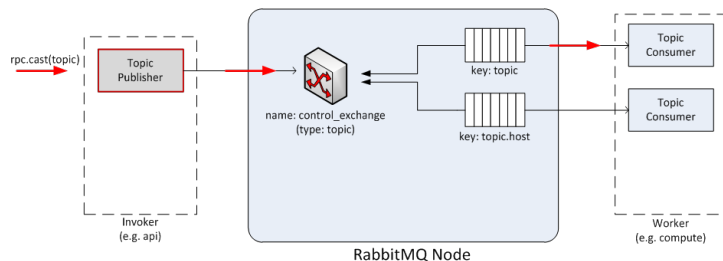 rpc.cast(topic)
Topic
Publisher
Invoker
(e.g. api)
name: control_exchange
(type: topic)
key: topic
key: topic.host
RabbitMQ Node
Topic
Consumer
Topic
Consumer
Worker
(e.g. compute)